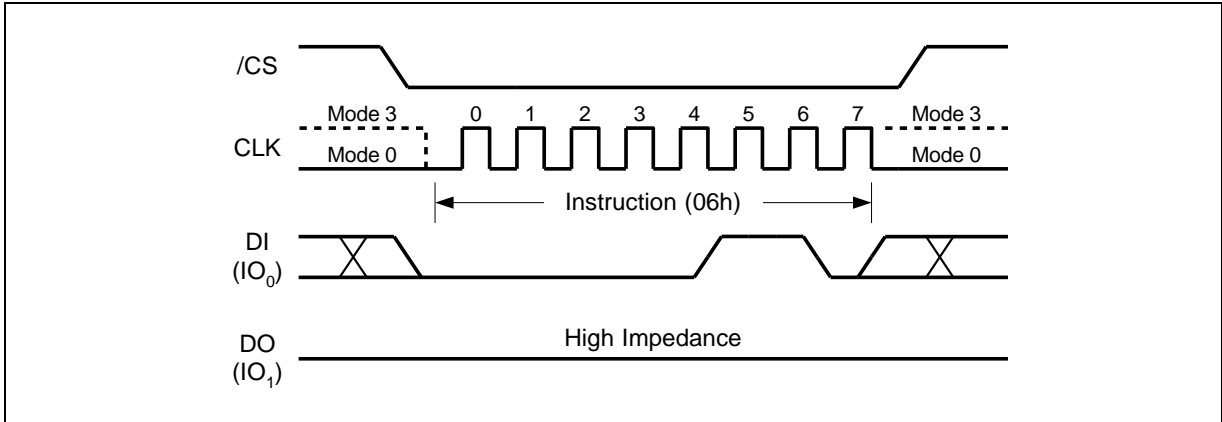 /CS
Mode 3 0 1 2 3 4 5 6 7 Mode 3
CLK
Mode 0 Mode 0
Instruction (06h)
DI
(IO0)
High Impedance
DO
(IO1)